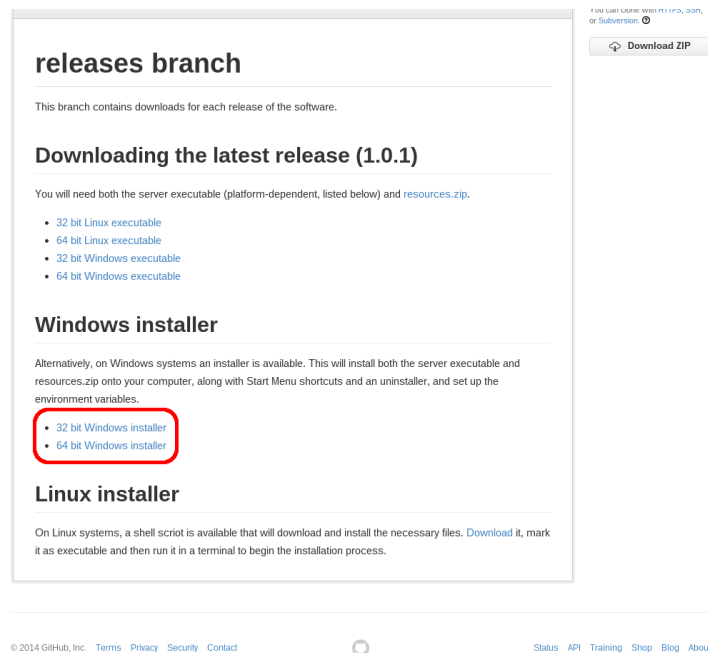 You can clone with HTTPS, SSH,
or Subversion.
Download ZIP
releases branch
This branch contains downloads for each release of the software.
Downloading the latest release (1.0.1)
You will need both the server executable (platform-dependent, listed below) and resources.zip.
32 bit Linux executable
64 bit Linux executable
32 bit Windows executable
64 bit Windows executable
Windows installer
Alternatively, on Windows systems an installer is available. This will install both the server executable and
resources.zip onto your computer, along with Start Menu shortcuts and an uninstaller, and set up the
environment variables.
32 bit Windows installer
64 bit Windows installer
Linux installer
On Linux systems, a shell scriot is available that will download and install the necessary files. Download it, mark
it as executable and then run it in a terminal to begin the installation process.
© 2014 GitHub, Inc. Terms Privacy Security Contact
Status API Training Shop Blog Abou